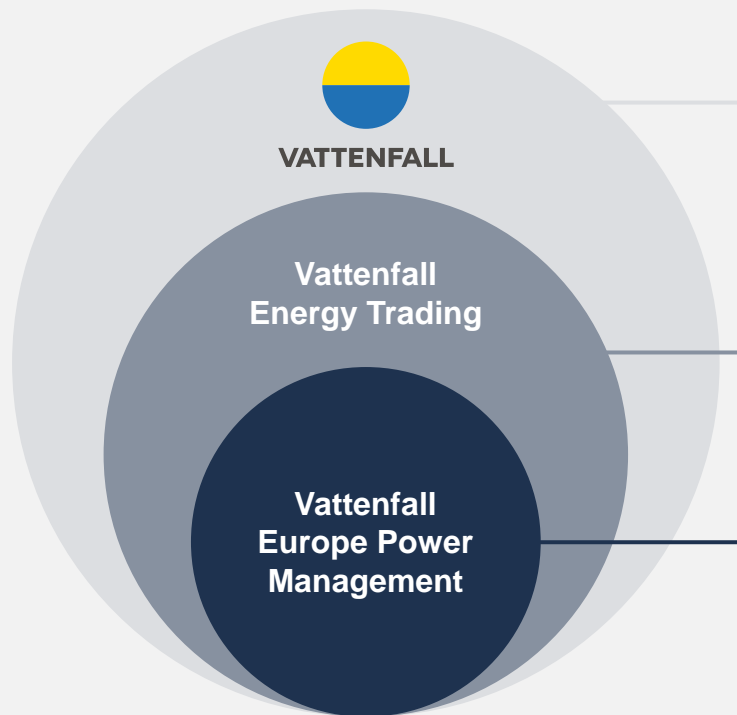 VATTENFALL
Vattenfall
Energy Trading
Vattenfall
Europe Power
Management